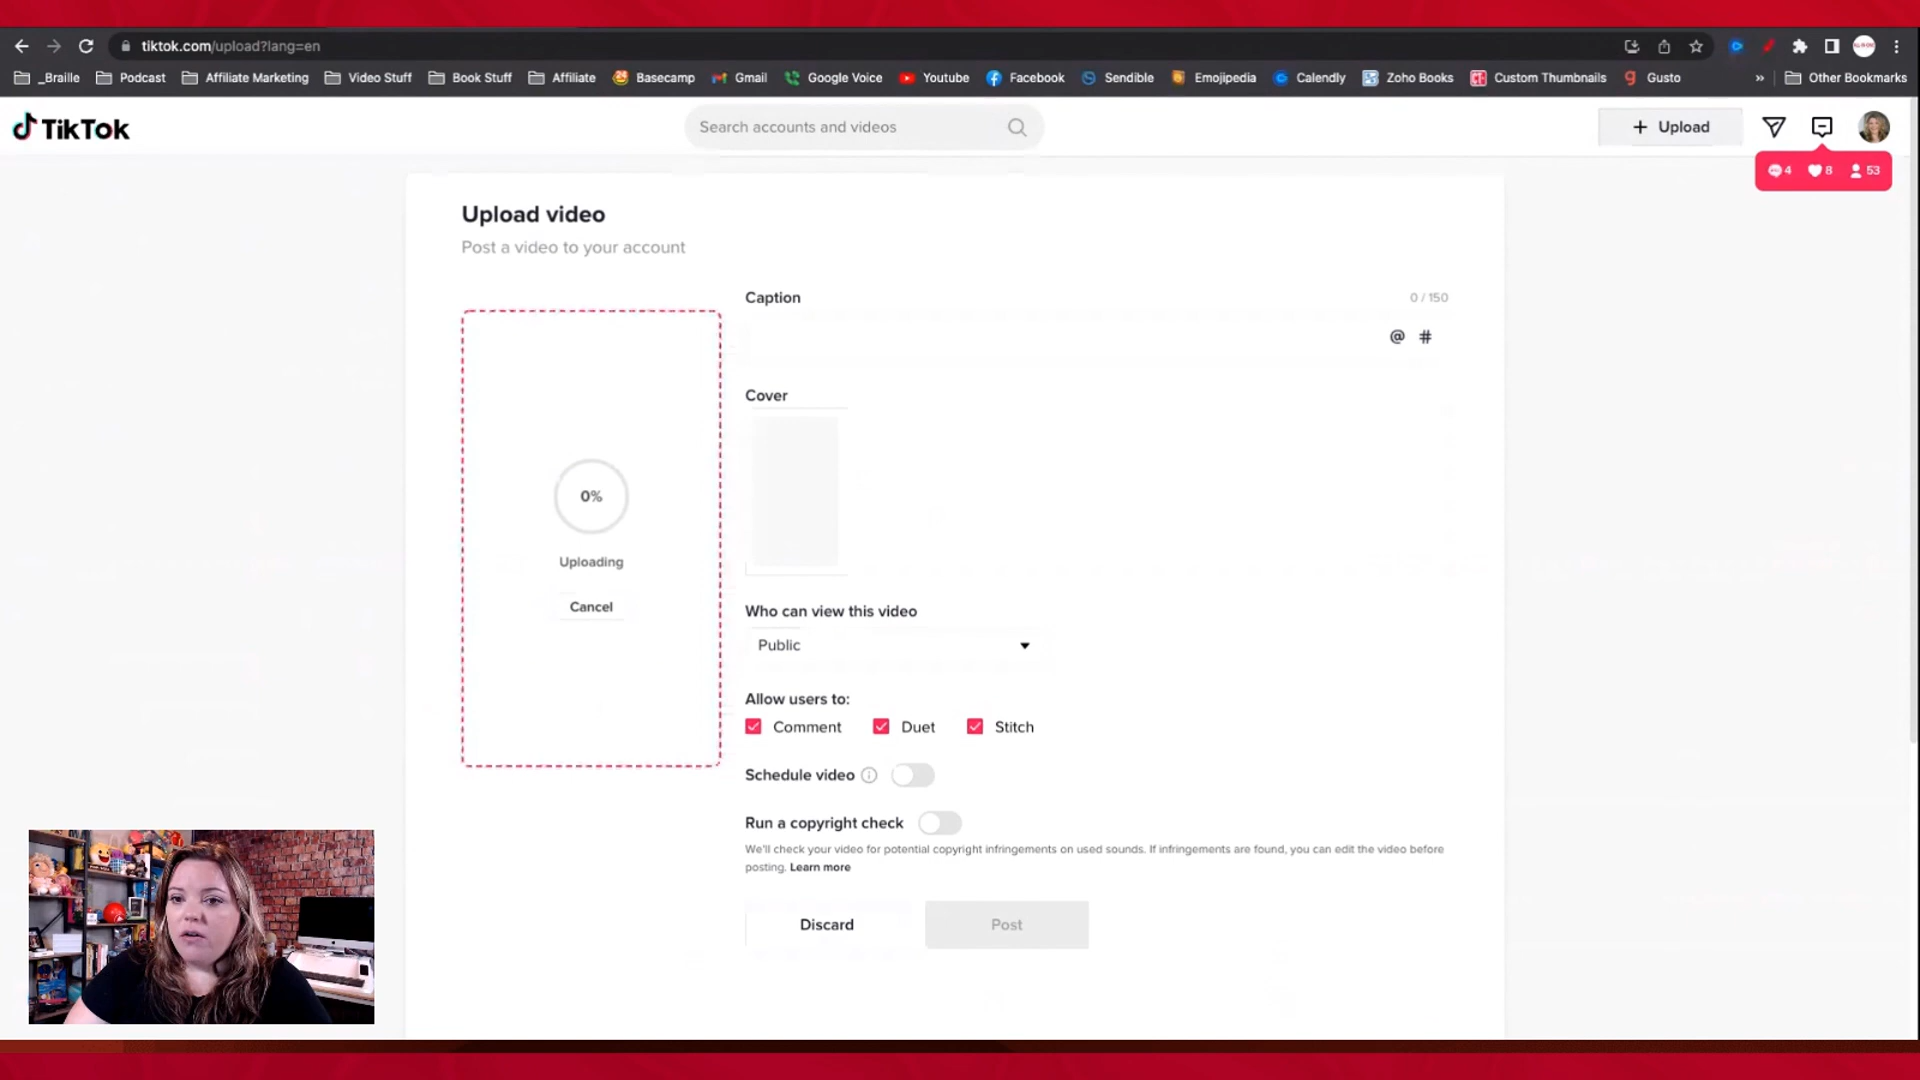 tiktok.com/upload?lang=en
_Braille Podcast Affiliate Marketing Video Stuff Book Stuff Affiliate Basecamp Gmail Google Voice Youtube Facebook Sendible Emojipedia Calendly Zoho Books Custom Thumbnails Gusto » Other Bookmarks
TikTok Search accounts and videos + Upload
4 8 53
Upload video
Post a video to your account
Caption 0 / 150
@ #
Cover
0%
Uploading
Cancel
Who can view this video
Public
Allow users to:
Comment Duet Stitch
Schedule video
Run a copyright check
We'll check your video for potential copyright infringements on used sounds. If infringements are found, you can edit the video before
posting. Learn more
Discard Post